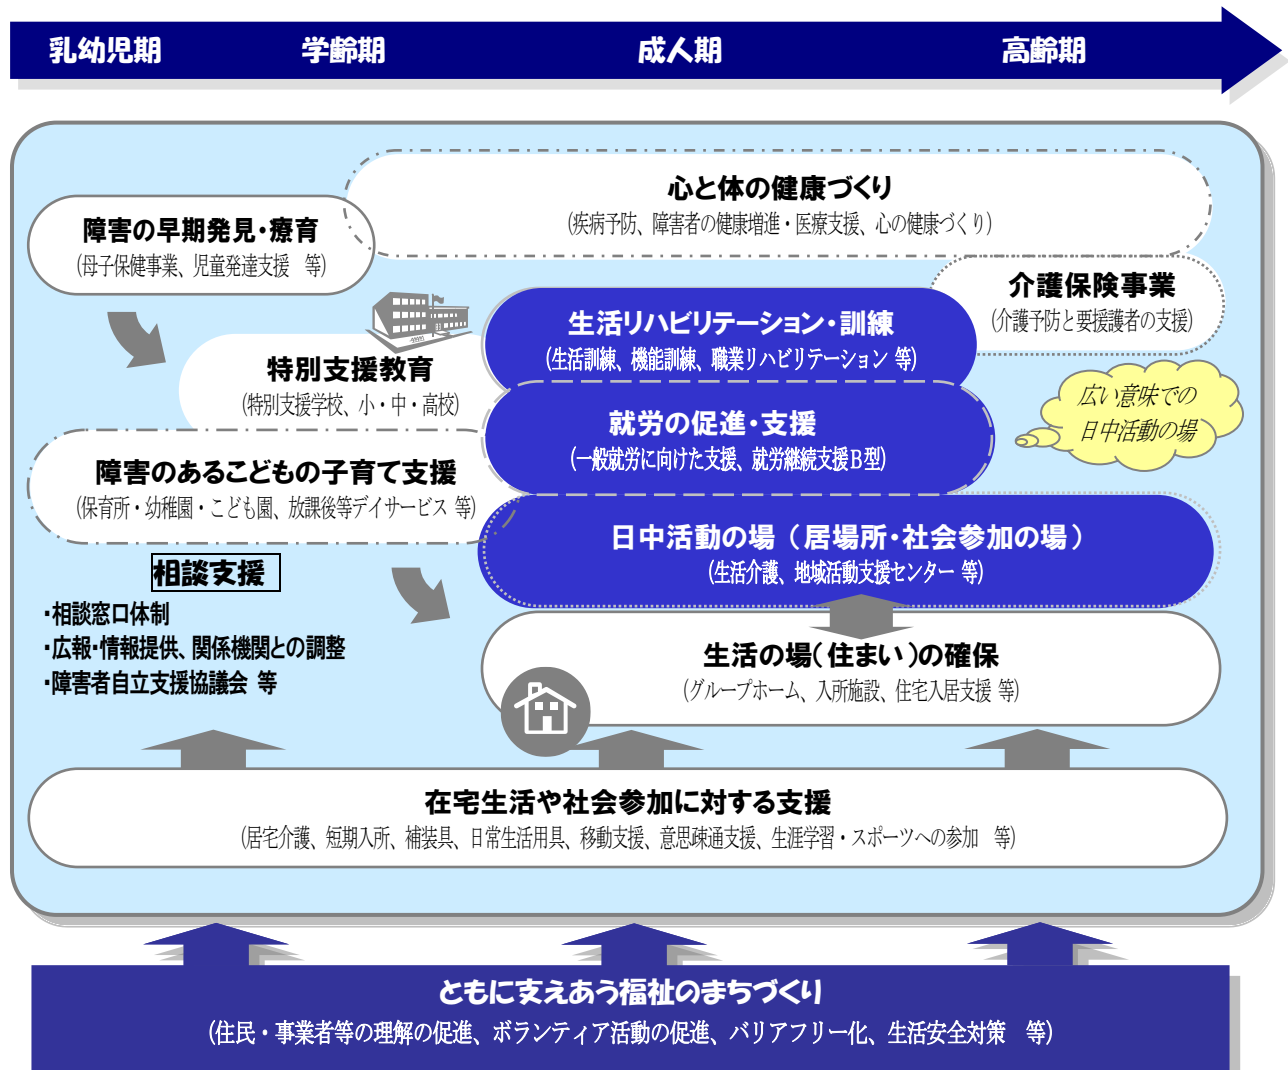 乳幼児期 学齢期 成人期 高齢期
心と体の健康づくり
(疾病予防、障害者の健康増進・医療支援、心の健康づくり)
障害の早期発見・療育
(母子保健事業、児童発達支援　等)
介護保険事業
(介護予防と要援護者の支援)
生活リハビリテーション・訓練
(生活訓練、機能訓練、職業リハビリテーション 等)
特別支援教育
(特別支援学校、小・中・高校)
広い意味での
日中活動の場
就労の促進・支援
(一般就労に向けた支援、就労継続支援Ｂ型)
障害のあるこどもの子育て支援
(保育所・幼稚園・こども園、放課後等デイサービス 等)
日中活動の場（居場所・社会参加の場）
(生活介護、地域活動支援センター 等)
相談支援
・相談窓口体制
・広報・情報提供、関係機関との調整
・障害者自立支援協議会 等
生活の場（住まい）の確保
(グループホーム、入所施設、住宅入居支援 等)
在宅生活や社会参加に対する支援
(居宅介護、短期入所、補装具、日常生活用具、移動支援、意思疎通支援、生涯学習・スポーツへの参加　等)
ともに支えあう福祉のまちづくり
(住民・事業者等の理解の促進、ボランティア活動の促進、バリアフリー化、生活安全対策　等)